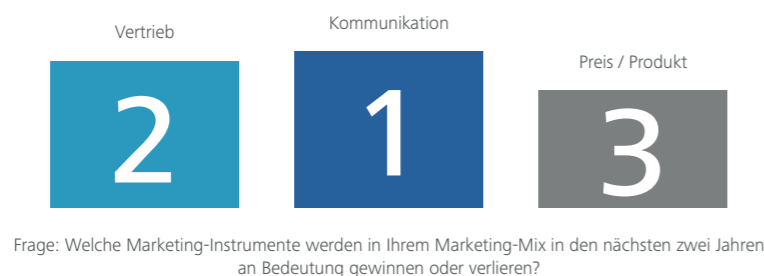 Vertrieb
Kommunikation
Preis / Produkt
2
1
3
Frage: Welche Marketing-Instrumente werden in Ihrem Marketing-Mix in den nächsten zwei Jahren
an Bedeutung gewinnen oder verlieren?